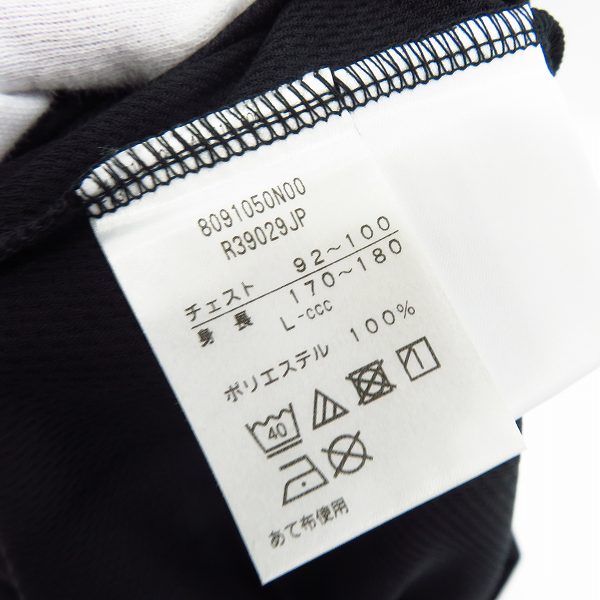 8091050N00
R39029JP
チェスト 92～100
身長 170～180
L-ccc
ポリエステル 100%
40 1
あて布使用